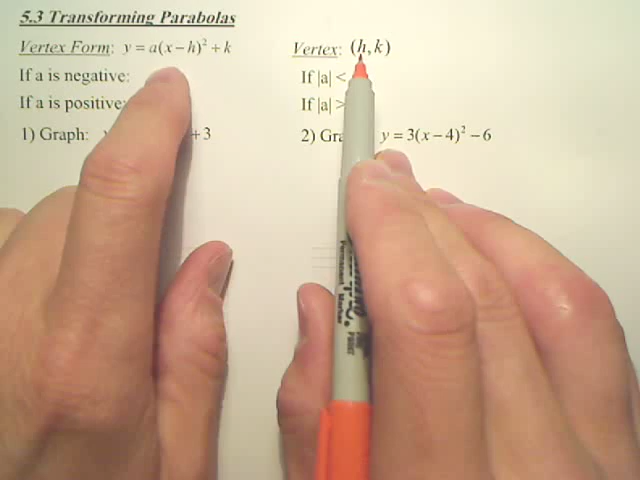 5.3 Transforming Parabolas
Vertex Form: y = a(x − h)² + k
Vertex: (h, k)
If a is negative:
If |a| <
If a is positive:
If |a| >
1) Graph: + 3
2) y = 3(x − 4)² − 6
Permanent Marker